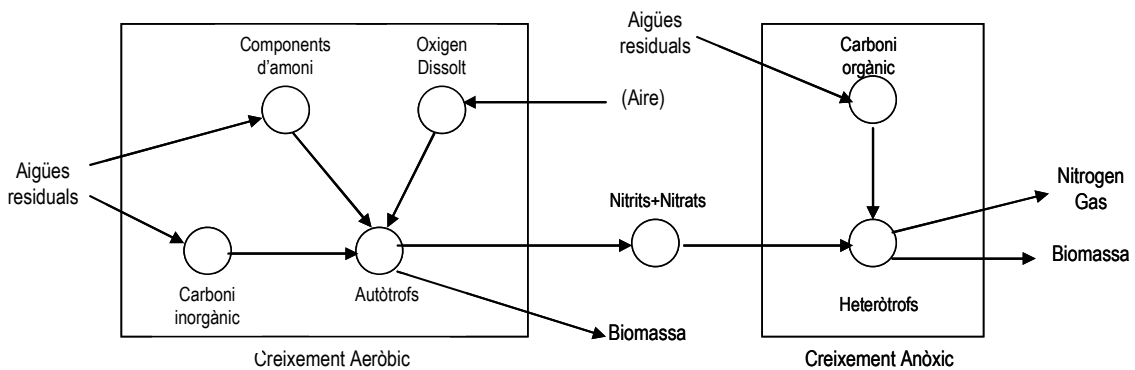 Components
d'amoni
Oxigen
Dissolt
Aigües
residuals
Carboni
orgànic
(Aire)
Aigües
residuals
Nitrits+Nitrats
Nitrogen
Gas
Biomassa
Carboni
inorgànic
Autòtrofs
Heteròtrofs
Biomassa
Creixement Aeròbic
Creixement Anòxic